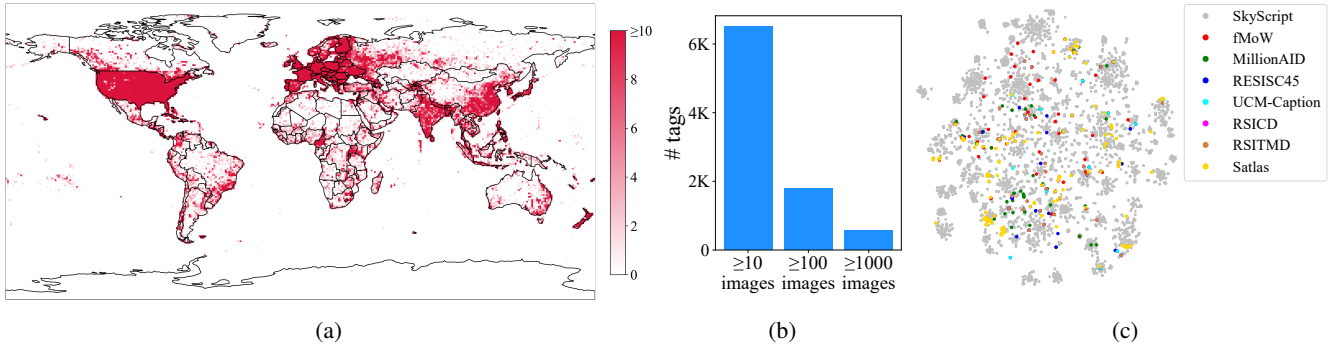 ≥10
8
6
4
2
0
(a)
# tags
6K
4K
2K
0
≥10
images
≥100
images
≥1000
images
(b)
SkyScript
fMoW
MillionAID
RESISC45
UCM-Caption
RSICD
RSITMD
Satlas
(c)